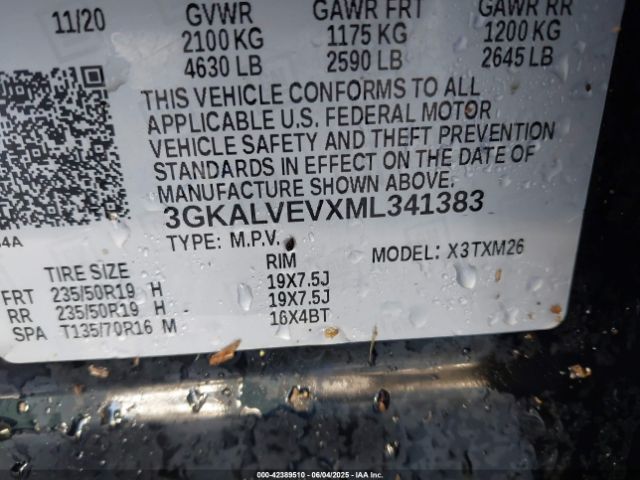 11/20 GVWR GAWR FRT GAWR RR
2100 KG 1175 KG 1200 KG
4630 LB 2590 LB 2645 LB
THIS VEHICLE CONFORMS TO ALL
APPLICABLE U.S. FEDERAL MOTOR
VEHICLE SAFETY AND THEFT PREVENTION
STANDARDS IN EFFECT ON THE DATE OF
MANUFACTURE SHOWN ABOVE.
3GKALVEVXML341383
4A TYPE: M.P.V. MODEL: X3TXM26
TIRE SIZE RIM
FRT 235/50R19 H 19X7.5J
RR 235/50R19 H 19X7.5J
SPA T135/70R16 M 16X4BT
000-42389510 - 06/04/2025 - IAA Inc.